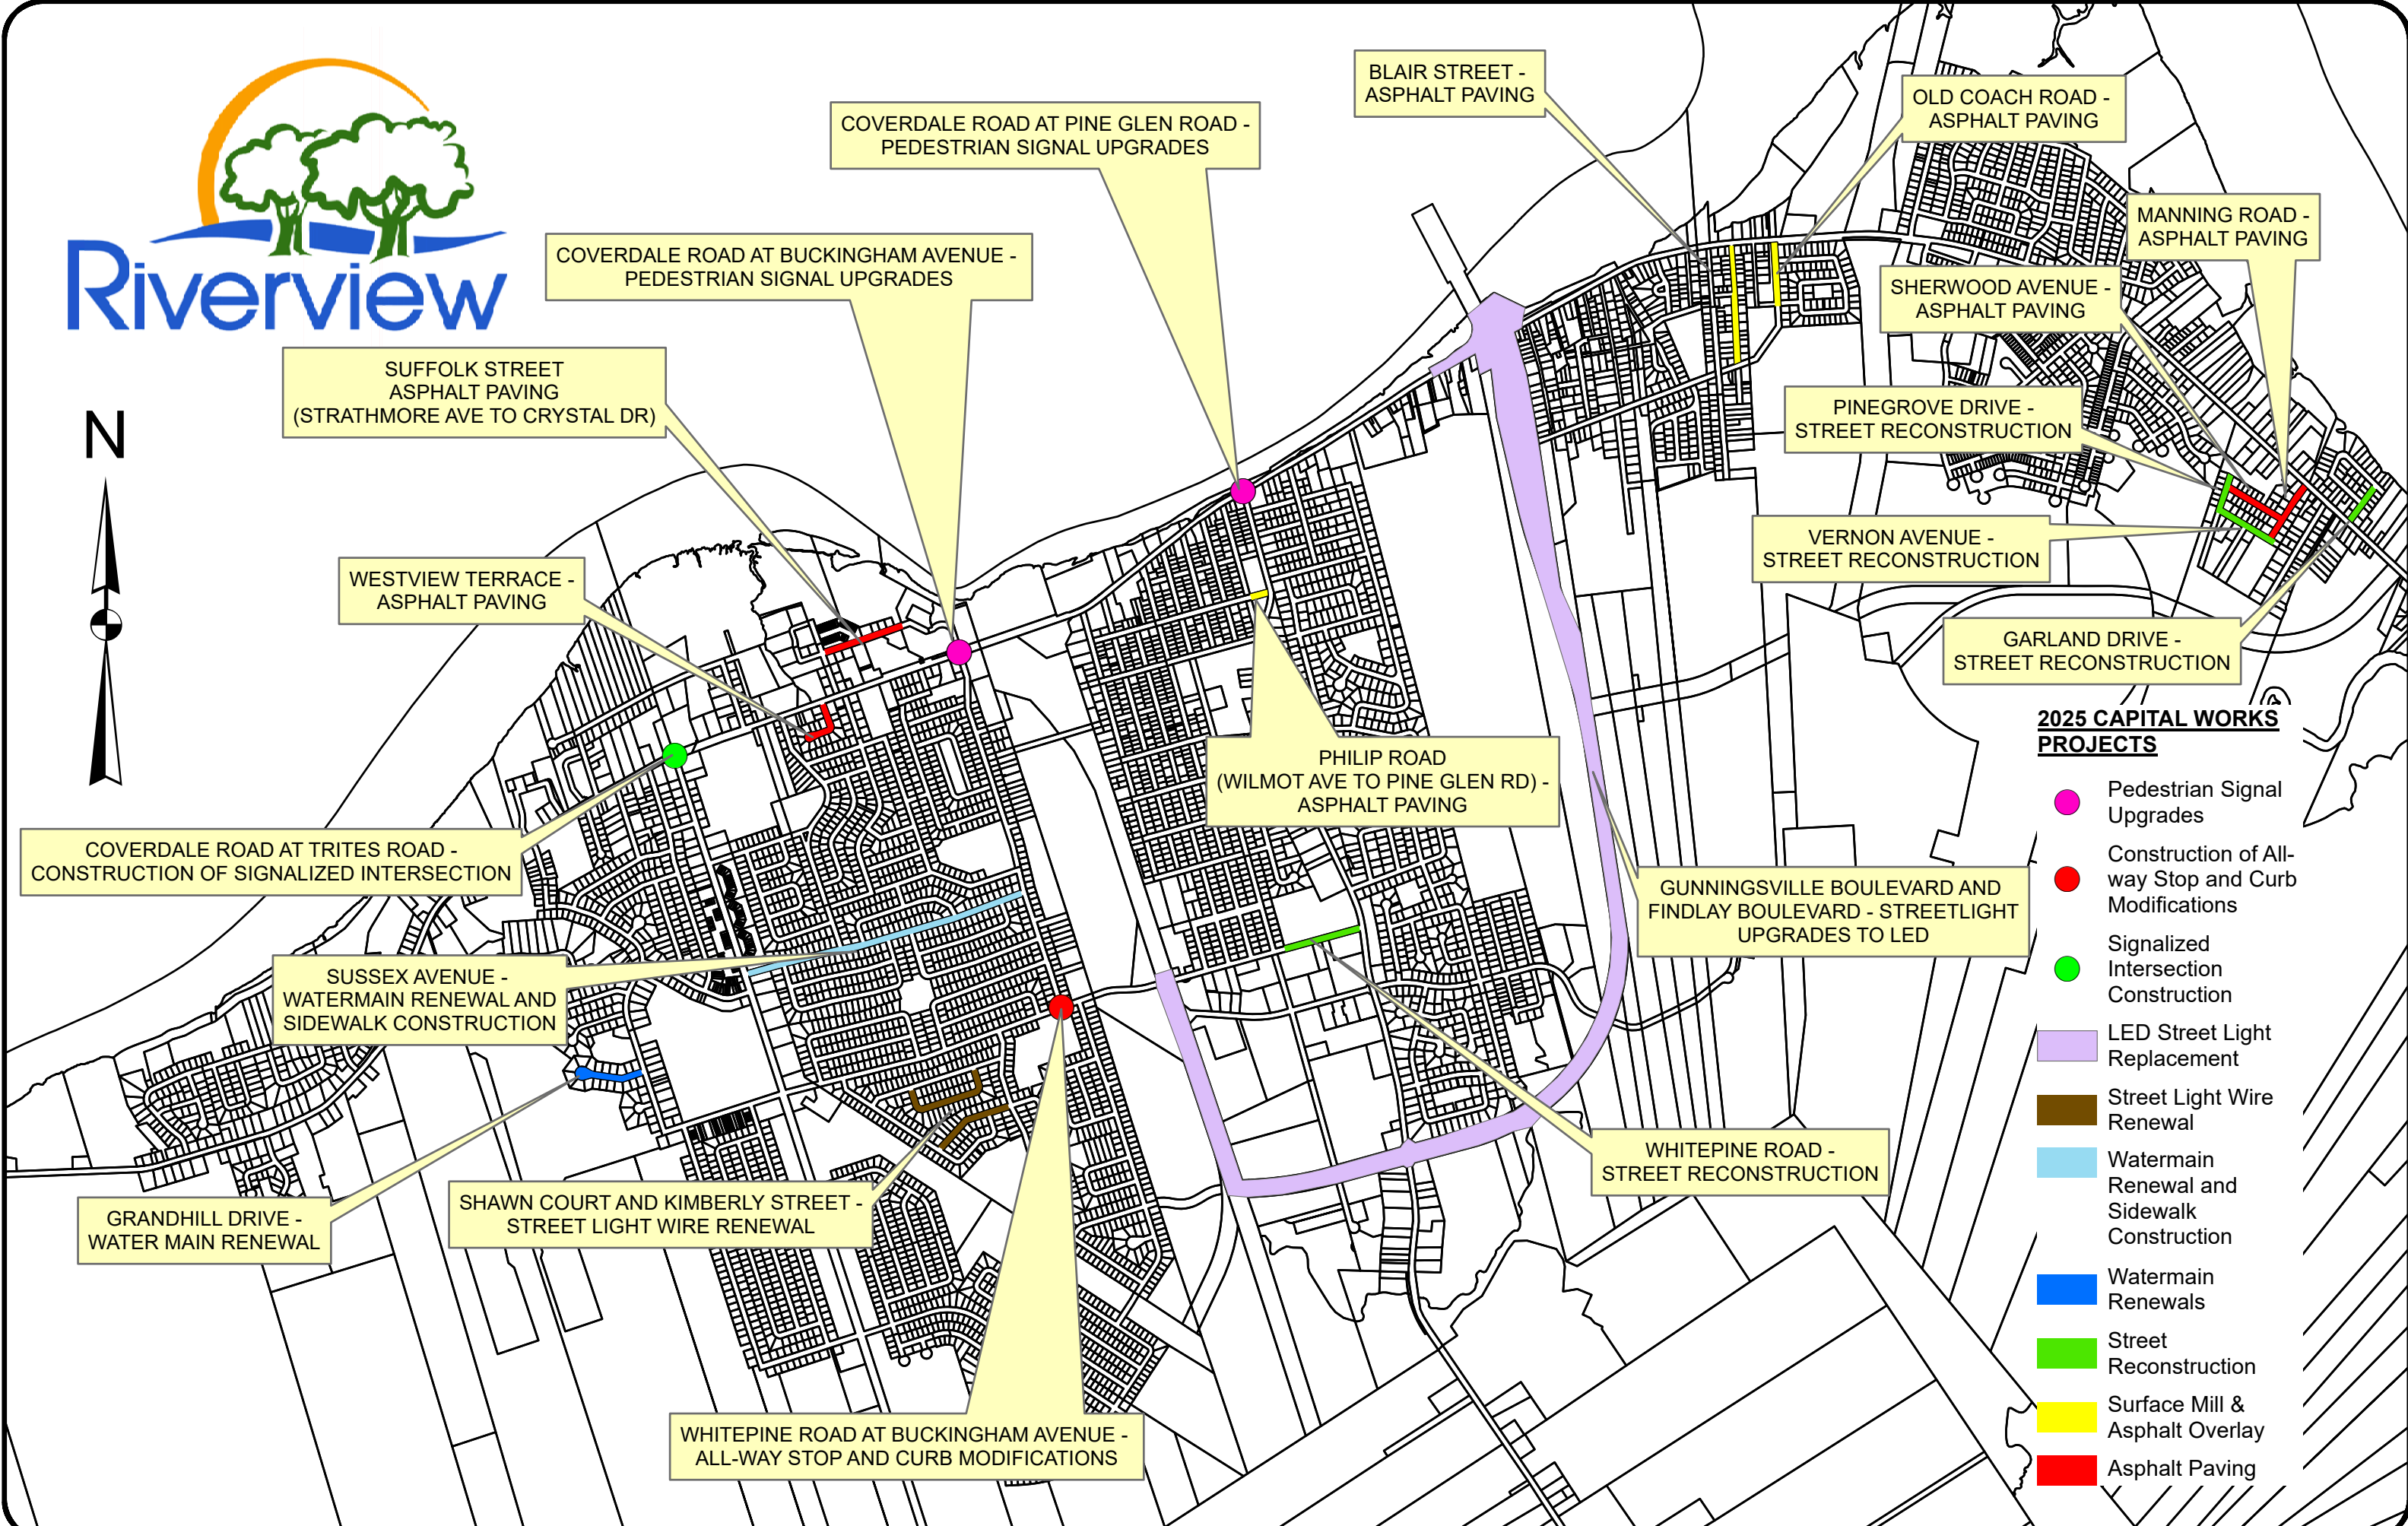 Riverview
N
BLAIR STREET -
ASPHALT PAVING
OLD COACH ROAD -
ASPHALT PAVING
COVERDALE ROAD AT PINE GLEN ROAD -
PEDESTRIAN SIGNAL UPGRADES
MANNING ROAD -
ASPHALT PAVING
COVERDALE ROAD AT BUCKINGHAM AVENUE -
PEDESTRIAN SIGNAL UPGRADES
SHERWOOD AVENUE -
ASPHALT PAVING
SUFFOLK STREET
ASPHALT PAVING
(STRATHMORE AVE TO CRYSTAL DR)
PINEGROVE DRIVE -
STREET RECONSTRUCTION
VERNON AVENUE -
STREET RECONSTRUCTION
WESTVIEW TERRACE -
ASPHALT PAVING
GARLAND DRIVE -
STREET RECONSTRUCTION
PHILIP ROAD
(WILMOT AVE TO PINE GLEN RD) -
ASPHALT PAVING
COVERDALE ROAD AT TRITES ROAD -
CONSTRUCTION OF SIGNALIZED INTERSECTION
GUNNINGSVILLE BOULEVARD AND
FINDLAY BOULEVARD - STREETLIGHT
UPGRADES TO LED
SUSSEX AVENUE -
WATERMAIN RENEWAL AND
SIDEWALK CONSTRUCTION
WHITEPINE ROAD -
STREET RECONSTRUCTION
SHAWN COURT AND KIMBERLY STREET -
STREET LIGHT WIRE RENEWAL
GRANDHILL DRIVE -
WATER MAIN RENEWAL
WHITEPINE ROAD AT BUCKINGHAM AVENUE -
ALL-WAY STOP AND CURB MODIFICATIONS
2025 CAPITAL WORKS
PROJECTS
Pedestrian Signal
Upgrades
Construction of All-
way Stop and Curb
Modifications
Signalized
Intersection
Construction
LED Street Light
Replacement
Street Light Wire
Renewal
Watermain
Renewal and
Sidewalk
Construction
Watermain
Renewals
Street
Reconstruction
Surface Mill &
Asphalt Overlay
Asphalt Paving